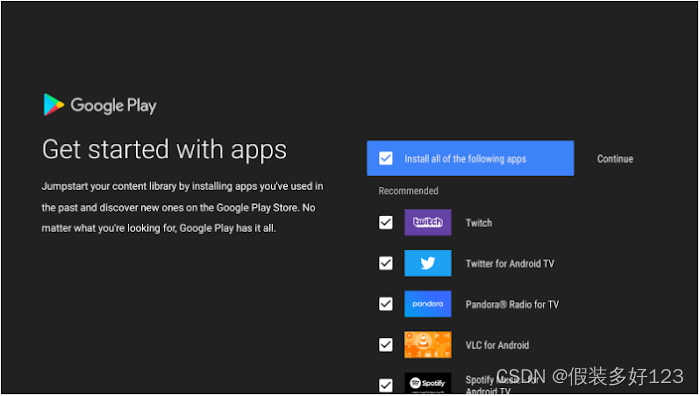 Google Play
Get started with apps
Jumpstart your content library by installing apps you've used in
the past and discover new ones on the Google Play Store. No
matter what you're looking for, Google Play has it all.
Install all of the following apps
Continue
Recommended
twitch
Twitch
Twitter for Android TV
pandora
Pandora® Radio for TV
VLC for Android
Spotify
Spotify Music for
Android TV
CSDN @假装多好123